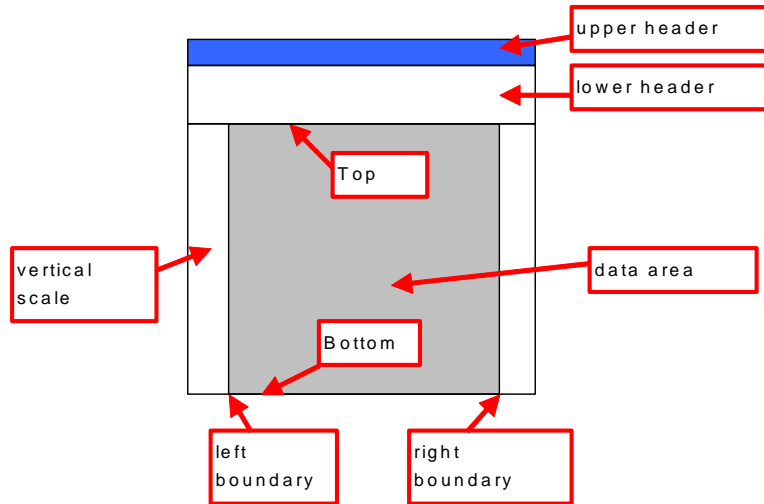 upper header
lower header
Top
vertical
scale
data area
Bottom
left
boundary
right
boundary